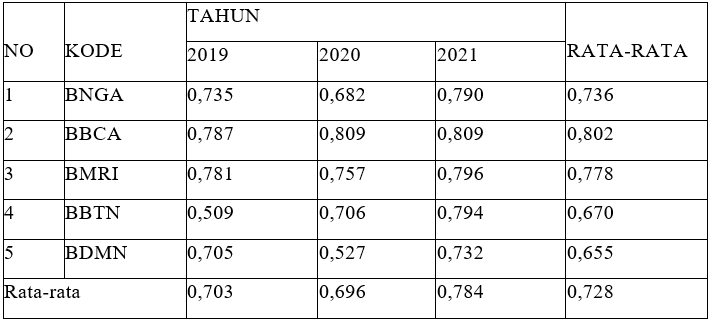 NO KODE TAHUN RATA-RATA
2019 2020 2021
1 BNGA 0,735 0,682 0,790 0,736
2 BBCA 0,787 0,809 0,809 0,802
3 BMRI 0,781 0,757 0,796 0,778
4 BBTN 0,509 0,706 0,794 0,670
5 BDMN 0,705 0,527 0,732 0,655
Rata-rata 0,703 0,696 0,784 0,728